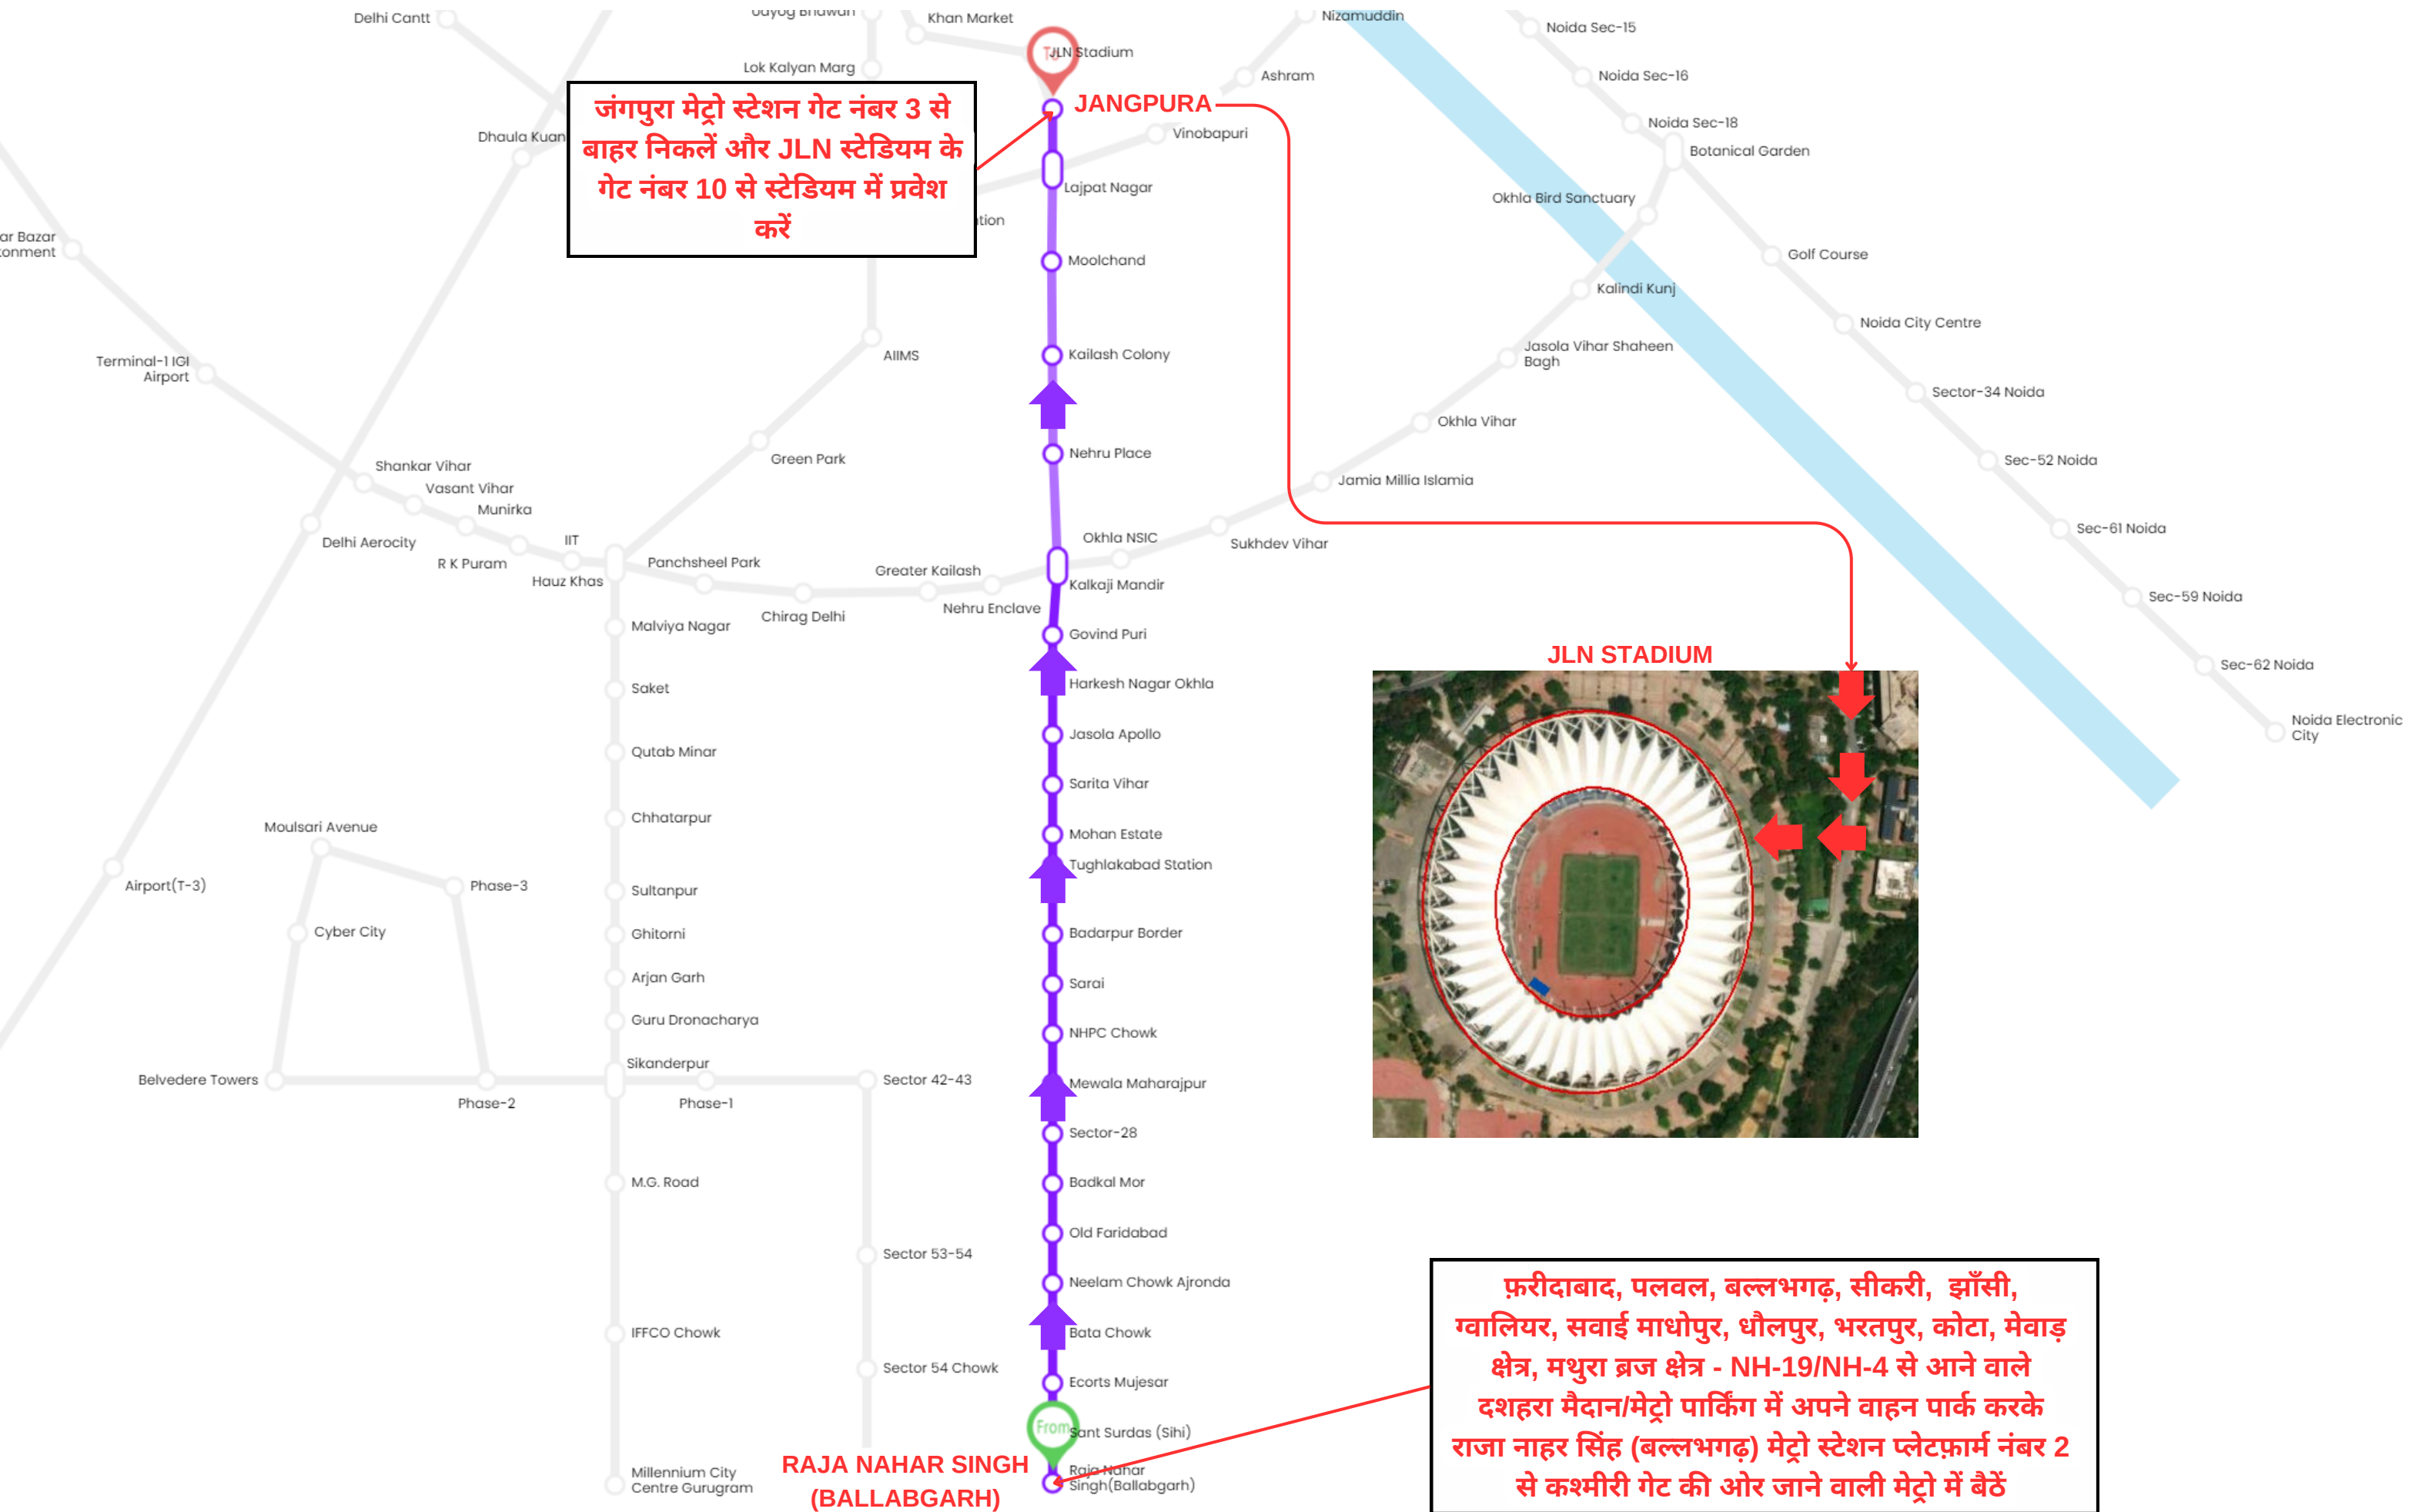 Delhi Cantt
Udyog Bhawan
Khan Market
JLN Stadium
Nizamuddin
Noida Sec-15
Lok Kalyan Marg
Ashram
Noida Sec-16
जंगपुरा मेट्रो स्टेशन गेट नंबर 3 से
बाहर निकलें और JLN स्टेडियम के
गेट नंबर 10 से स्टेडियम में प्रवेश
करें
JANGPURA
Dhaula Kuan
Vinobapuri
Noida Sec-18
Botanical Garden
Lajpat Nagar
Okhla Bird Sanctuary
ar Bazar
onment
tion
Moolchand
Golf Course
Kalindi Kunj
Noida City Centre
Terminal-1 IGI
Airport
AIIMS
Kailash Colony
Jasola Vihar Shaheen
Bagh
Sector-34 Noida
Okhla Vihar
Shankar Vihar
Green Park
Nehru Place
Sec-52 Noida
Vasant Vihar
Jamia Millia Islamia
Munirka
Sec-61 Noida
Delhi Aerocity
IIT
Okhla NSIC
Sukhdev Vihar
R K Puram
Hauz Khas
Panchsheel Park
Greater Kailash
Kalkaji Mandir
Chirag Delhi
Nehru Enclave
Sec-59 Noida
Malviya Nagar
Govind Puri
JLN STADIUM
Sec-62 Noida
Saket
Harkesh Nagar Okhla
Noida Electronic
City
Qutab Minar
Jasola Apollo
Sarita Vihar
Chhatarpur
Moulsari Avenue
Mohan Estate
Tughlakabad Station
Airport(T-3)
Phase-3
Sultanpur
Cyber City
Ghitorni
Badarpur Border
Arjan Garh
Sarai
Guru Dronacharya
NHPC Chowk
Sikanderpur
Belvedere Towers
Sector 42-43
Mewala Maharajpur
Phase-2
Phase-1
Sector-28
M.G. Road
Badkal Mor
Old Faridabad
Sector 53-54
Neelam Chowk Ajronda
IFFCO Chowk
Bata Chowk
Sector 54 Chowk
Ecorts Mujesar
From
Sant Surdas (Sihi)
RAJA NAHAR SINGH
(BALLABGARH)
Raja Nahar
Singh(Ballabgarh)
Millennium City
Centre Gurugram
फ़रीदाबाद, पलवल, बल्लभगढ़, सीकरी, झाँसी,
ग्वालियर, सवाई माधोपुर, धौलपुर, भरतपुर, कोटा, मेवाड़
क्षेत्र, मथुरा ब्रज क्षेत्र - NH-19/NH-4 से आने वाले
दशहरा मैदान/मेट्रो पार्किंग में अपने वाहन पार्क करके
राजा नाहर सिंह (बल्लभगढ़) मेट्रो स्टेशन प्लेटफ़ार्म नंबर 2
से कश्मीरी गेट की ओर जाने वाली मेट्रो में बैठें